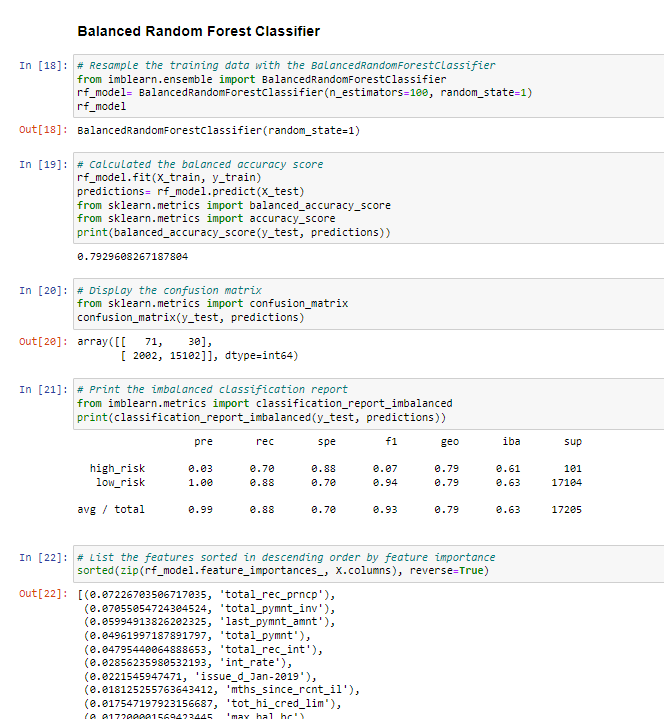 Balanced Random Forest Classifier
In [18]: # Resample the training data with the BalancedRandomForestClassifier
from imblearn.ensemble import BalancedRandomForestClassifier
rf_model= BalancedRandomForestClassifier(n_estimators=100, random_state=1)
rf_model
Out[18]: BalancedRandomForestClassifier(random_state=1)
In [19]: # Calculated the balanced accuracy score
rf_model.fit(X_train, y_train)
predictions= rf_model.predict(X_test)
from sklearn.metrics import balanced_accuracy_score
from sklearn.metrics import accuracy_score
print(balanced_accuracy_score(y_test, predictions))
0.7929608267187804
In [20]: # Display the confusion matrix
from sklearn.metrics import confusion_matrix
confusion_matrix(y_test, predictions)
Out[20]: array([[   71,    30],
[ 2002, 15102]], dtype=int64)
In [21]: # Print the imbalanced classification report
from imblearn.metrics import classification_report_imbalanced
print(classification_report_imbalanced(y_test, predictions))
pre rec spe f1 geo iba sup
high_risk 0.03 0.70 0.88 0.07 0.79 0.61 101
low_risk 1.00 0.88 0.70 0.94 0.79 0.63 17104
avg / total 0.99 0.88 0.70 0.93 0.79 0.63 17205
In [22]: # List the features sorted in descending order by feature importance
sorted(zip(rf_model.feature_importances_, X.columns), reverse=True)
Out[22]: [(0.07226703506717035, 'total_rec_prncp'),
(0.07055054724304524, 'total_pymnt_inv'),
(0.05994913826202325, 'last_pymnt_amnt'),
(0.04961997187891797, 'total_pymnt'),
(0.04795440064888653, 'total_rec_int'),
(0.02856235980532193, 'int_rate'),
(0.0221545947471, 'issue_d_Jan-2019'),
(0.018125255763643412, 'mths_since_rcnt_il'),
(0.017547197923156687, 'tot_hi_cred_lim'),
(0.017200001569423445, 'max_bal_bc')